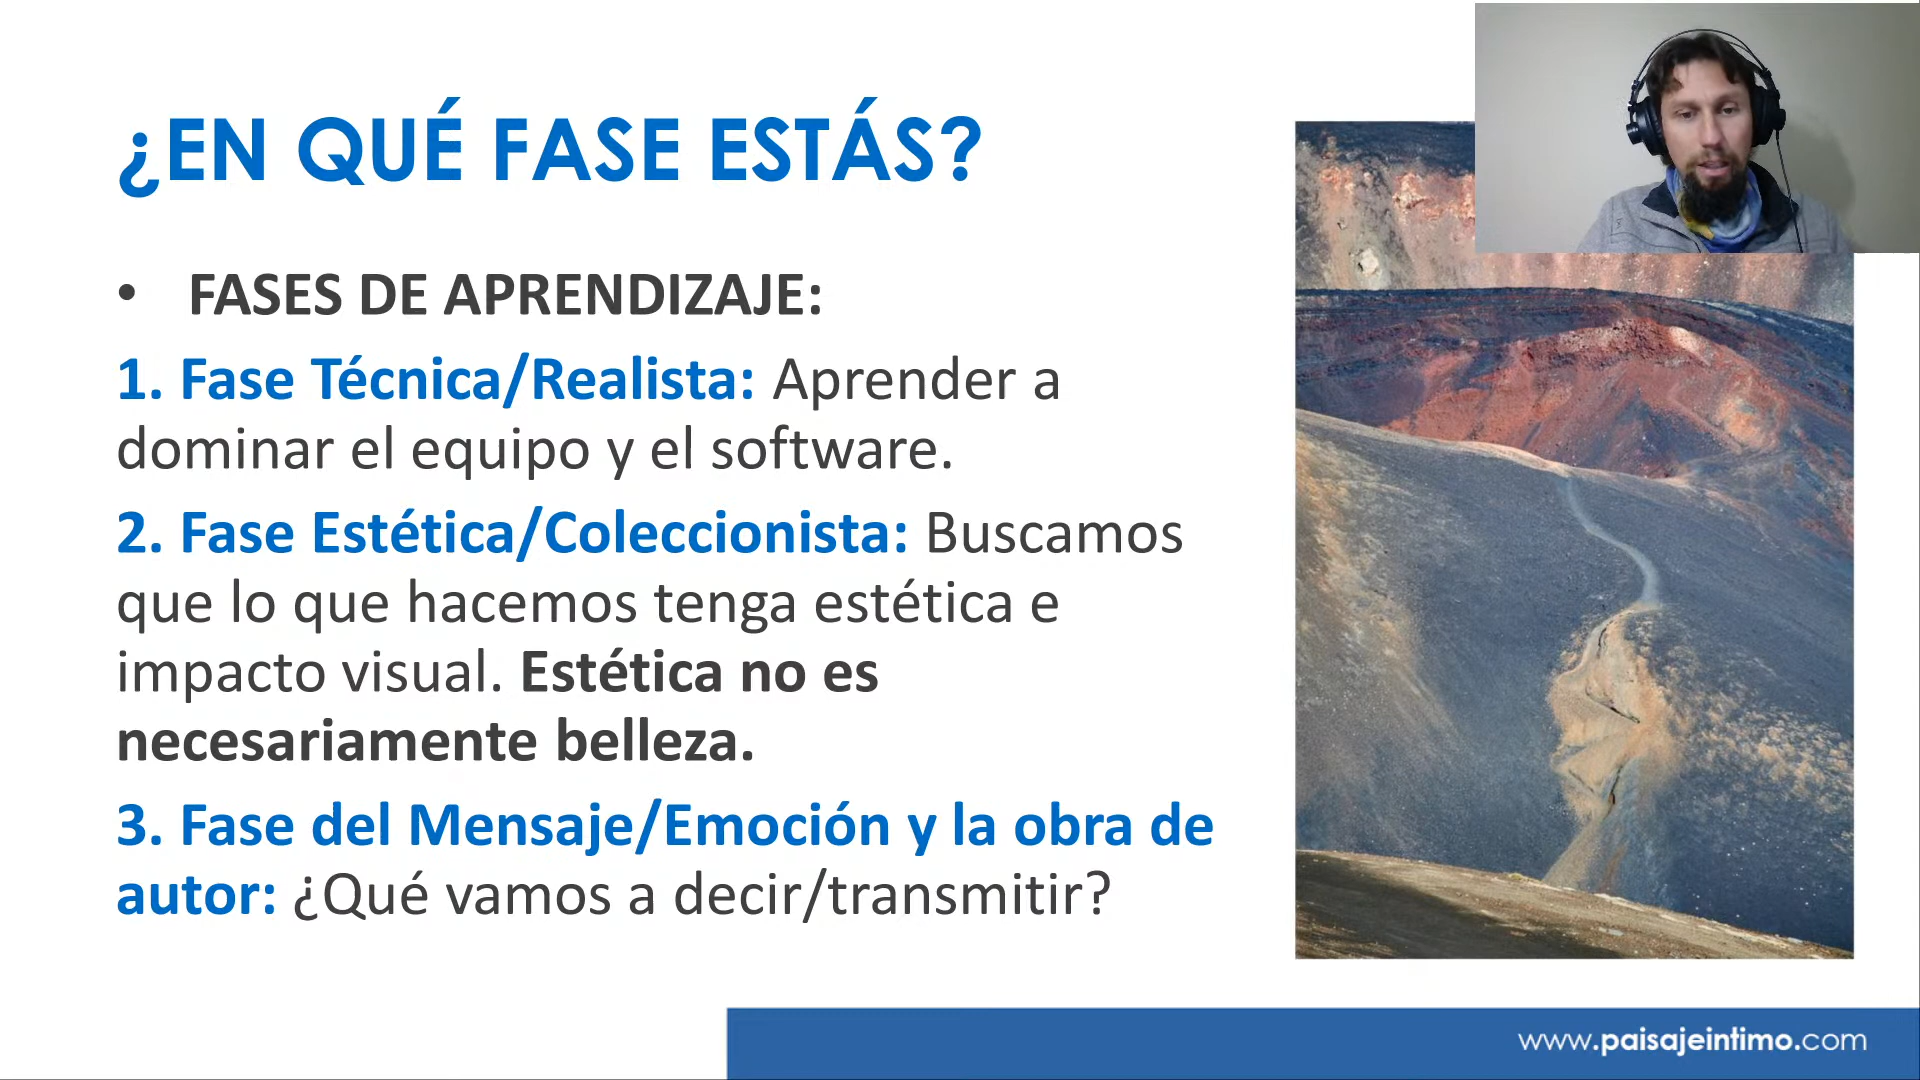 ¿EN QUÉ FASE ESTÁS?
• FASES DE APRENDIZAJE:
1. Fase Técnica/Realista: Aprender a
dominar el equipo y el software.
2. Fase Estética/Coleccionista: Buscamos
que lo que hacemos tenga estética e
impacto visual. Estética no es
necesariamente belleza.
3. Fase del Mensaje/Emoción y la obra de
autor: ¿Qué vamos a decir/transmitir?
www.paisajeintimo.com